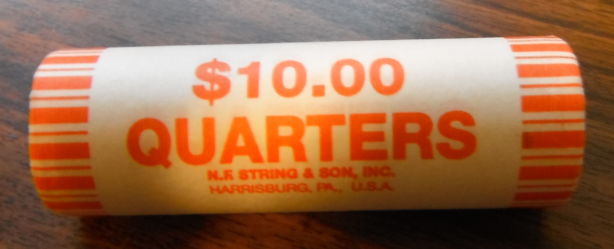 $10.00
QUARTERS
N.F. STRING & SON, INC.
HARRISBURG, PA., U.S.A.